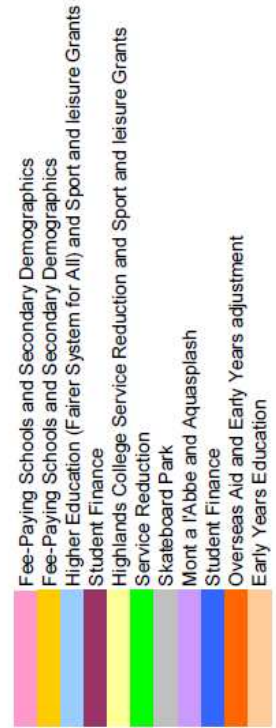 Fee-Paying Schools and Secondary Demographics
Fee-Paying Schools and Secondary Demographics
Higher Education (Fairer System for All) and Sport and leisure Grants
Student Finance
Highlands College Service Reduction and Sport and leisure Grants
Service Reduction
Skateboard Park
Mont a l'Abbe and Aquasplash
Student Finance
Overseas Aid and Early Years adjustment
Early Years Education